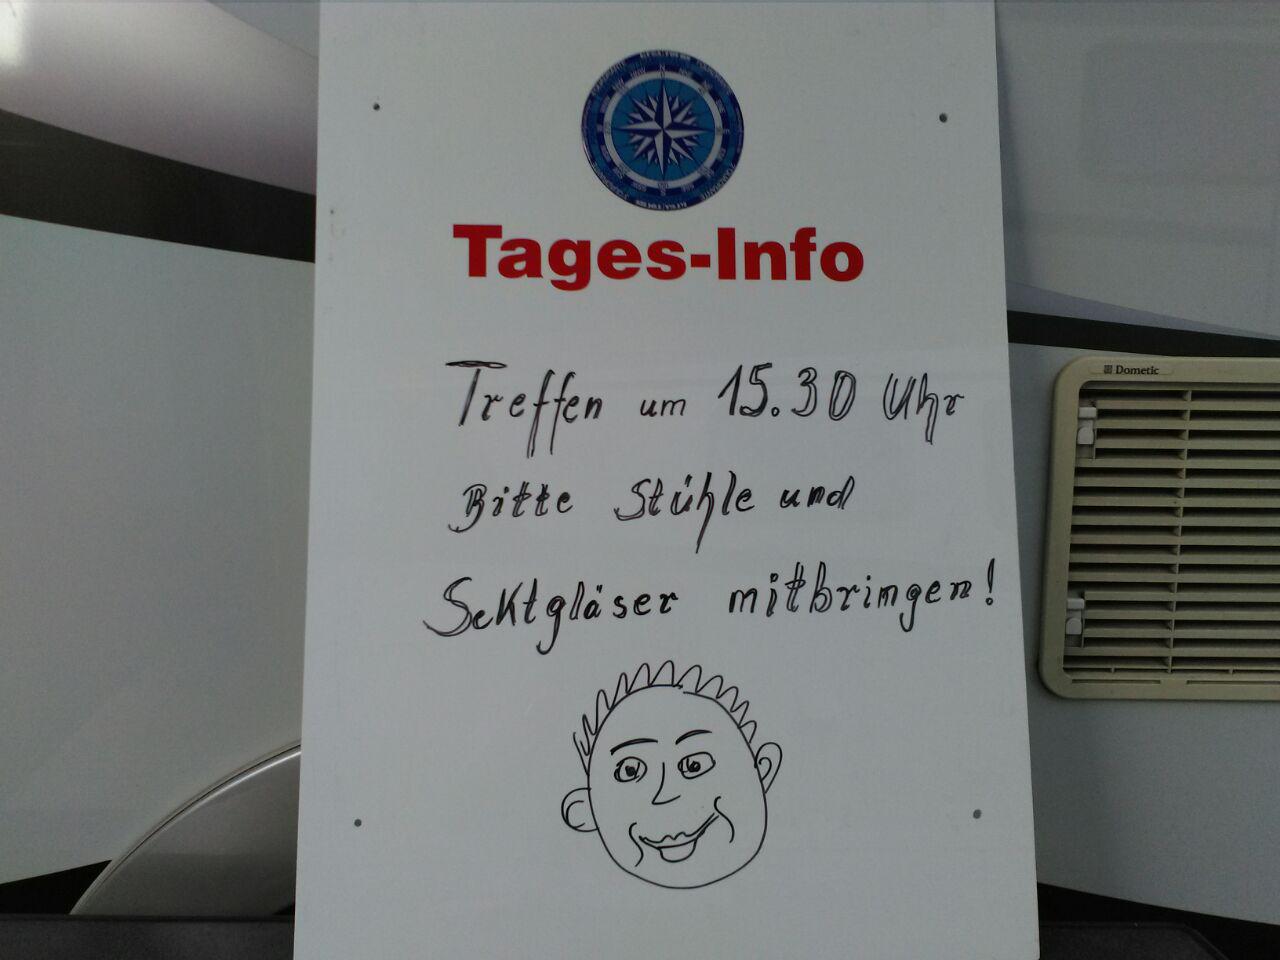 Tages-Info
Treffen um 15.30 Uhr
Bitte Stühle und
Sektgläser mitbringen!
Dometic